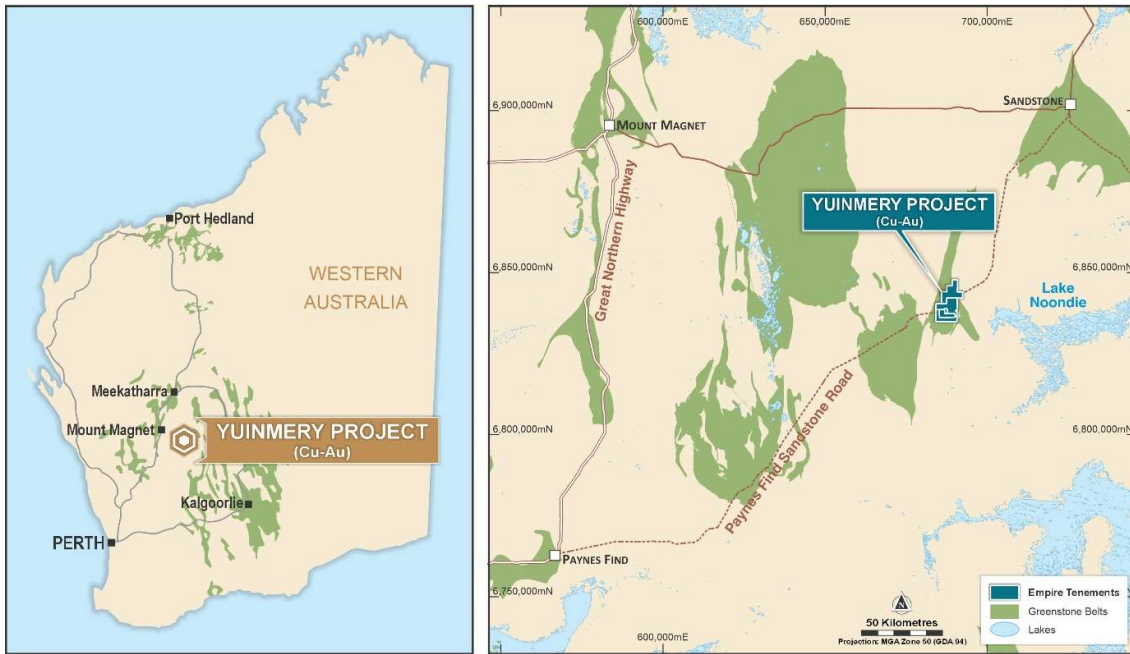 Port Hedland
WESTERN
AUSTRALIA
Meekatharra
Mount Magnet
YUINMERY PROJECT
(Cu-Au)
Kalgoorlie
PERTH
600,000mE
650,000mE
700,000mE
6,900,000mN
6,900,000mN
SANDSTONE
MOUNT MAGNET
Great Northern Highway
YUINMERY PROJECT
(Cu-Au)
6,850,000mN
6,850,000mN
Lake
Noondie
6,800,000mN
6,800,000mN
Paynes Find Sandstone Road
PAYNES FIND
6,750,000mN
N
50 Kilometres
600,000mE
Projection: MGA Zone 50 (GDA 94)
Empire Tenements
Greenstone Belts
Lakes